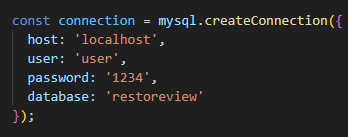 const connection = mysql.createConnection({
  host: 'localhost',
  user: 'user',
  password: '1234',
  database: 'restoreview'
});